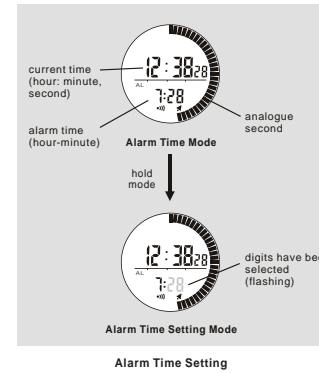 12:38 28
current time
(hour: minute,
second)
AL
7:28
alarm time
(hour-minute)
analogue
second
Alarm Time Mode
hold
mode
12:38 28
AL
7:28
digits have be
selected
(flashing)
Alarm Time Setting Mode
Alarm Time Setting